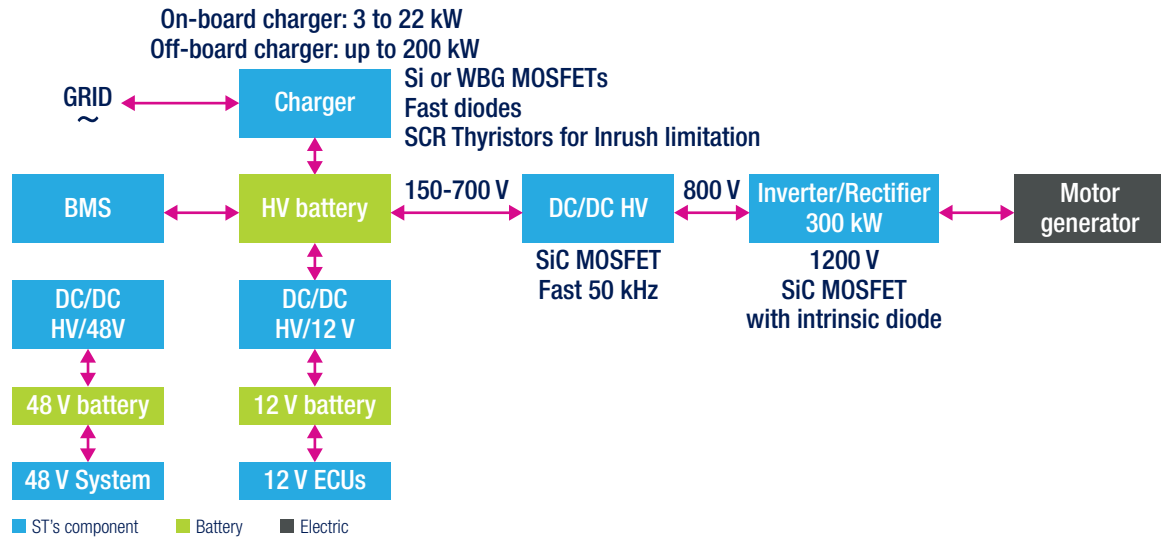 On-board charger: 3 to 22 kW
Off-board charger: up to 200 kW
GRID
~
Charger
Si or WBG MOSFETs
Fast diodes
SCR Thyristors for Inrush limitation
BMS
HV battery
150-700 V
DC/DC HV
800 V
Inverter/Rectifier
300 kW
Motor
generator
SiC MOSFET
Fast 50 kHz
1200 V
SiC MOSFET
with intrinsic diode
DC/DC
HV/48V
DC/DC
HV/12 V
48 V battery
12 V battery
48 V System
12 V ECUs
ST's component
Battery
Electric